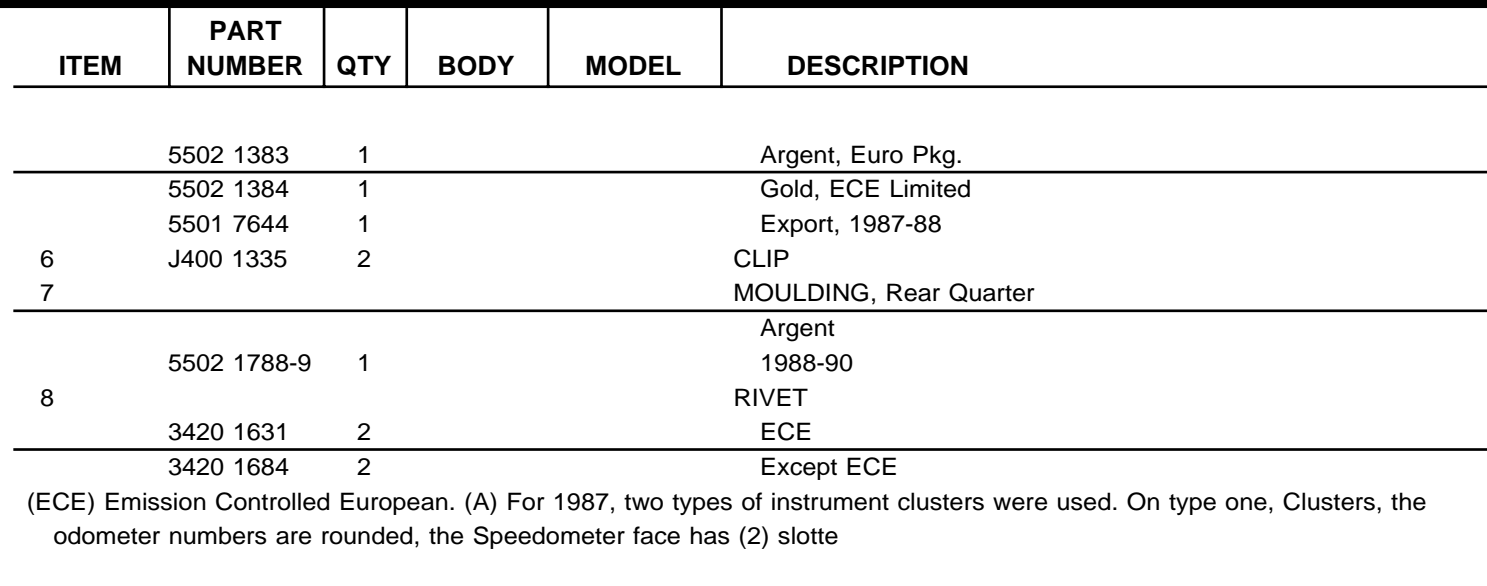 PART
ITEM NUMBER QTY BODY MODEL DESCRIPTION
5502 1383 1 Argent, Euro Pkg.
5502 1384 1 Gold, ECE Limited
5501 7644 1 Export, 1987-88
6 J400 1335 2 CLIP
7 MOULDING, Rear Quarter
Argent
5502 1788-9 1 1988-90
8 RIVET
3420 1631 2 ECE
3420 1684 2 Except ECE
(ECE) Emission Controlled European. (A) For 1987, two types of instrument clusters were used. On type one, Clusters, the
odometer numbers are rounded, the Speedometer face has (2) slotte